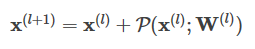 𝐱^{(l+1)} = 𝐱^{(l)} + 𝒫(𝐱^{(l)}; 𝐖^{(l)})